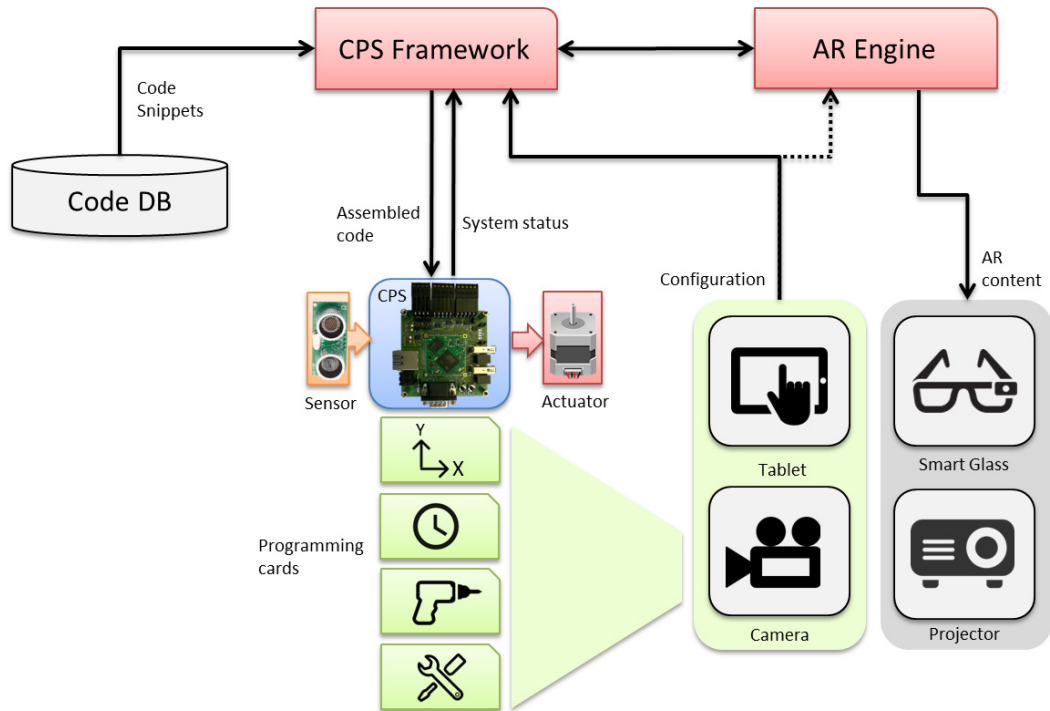 CPS Framework
AR Engine
Code
Snippets
Code DB
Assembled
code
System status
Configuration
AR
content
CPS
Sensor
Actuator
Y
X
Tablet
Smart Glass
Programming
cards
Camera
Projector